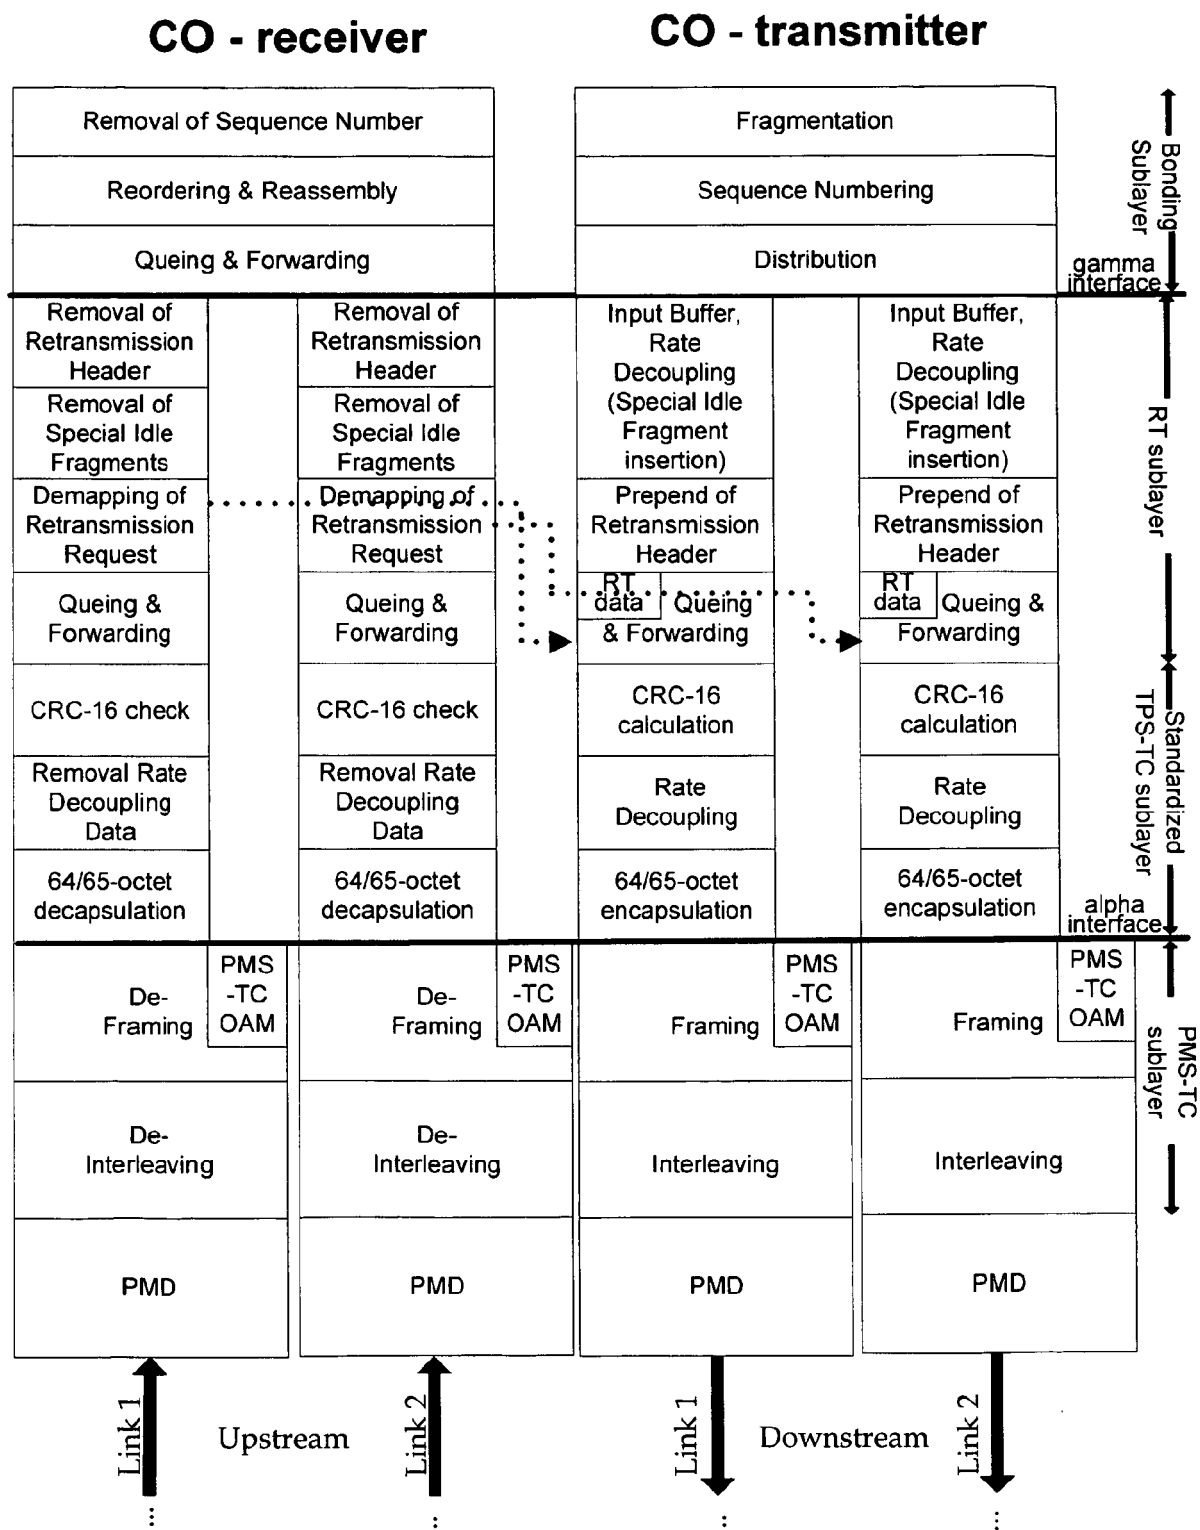 CO - receiver
CO - transmitter
Removal of Sequence Number
Reordering & Reassembly
Queing & Forwarding
Fragmentation
Sequence Numbering
Distribution
Bonding
Sublayer
gamma
interface
Removal of
Retransmission
Header
Removal of
Special Idle
Fragments
Demapping of
Retransmission
Request
Queing &
Forwarding
CRC-16 check
Removal Rate
Decoupling
Data
64/65-octet
decapsulation
Removal of
Retransmission
Header
Removal of
Special Idle
Fragments
Demapping of
Retransmission
Request
Queing &
Forwarding
CRC-16 check
Removal Rate
Decoupling
Data
64/65-octet
decapsulation
Input Buffer,
Rate
Decoupling
(Special Idle
Fragment
insertion)
Prepend of
Retransmission
Header
RT
data
Queing
& Forwarding
CRC-16
calculation
Rate
Decoupling
64/65-octet
encapsulation
Input Buffer,
Rate
Decoupling
(Special Idle
Fragment
insertion)
Prepend of
Retransmission
Header
RT
data
Queing &
Forwarding
CRC-16
calculation
Rate
Decoupling
64/65-octet
encapsulation
RT sublayer
Standardized
TPS-TC sublayer
alpha
interface
De-
Framing
PMS
-TC
OAM
De-
Interleaving
PMD
De-
Framing
PMS
-TC
OAM
De-
Interleaving
PMD
Framing
PMS
-TC
OAM
Interleaving
PMD
Framing
PMS
-TC
OAM
Interleaving
PMD
PMS-TC
sublayer
Link 1
Upstream
Link 2
Link 1
Downstream
Link 2